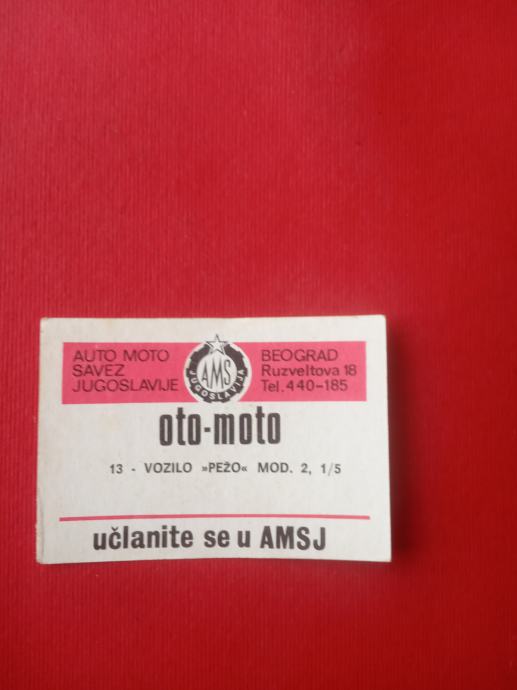 AUTO MOTO
SAVEZ
JUGOSLAVIJE
AMS
JUGOSLAVIJA
BEOGRAD
Ruzveltova 18
Tel. 440-185
oto-moto
13 - VOZILO »PEŽO« MOD. 2, 1/5
učlanite se u AMSJ